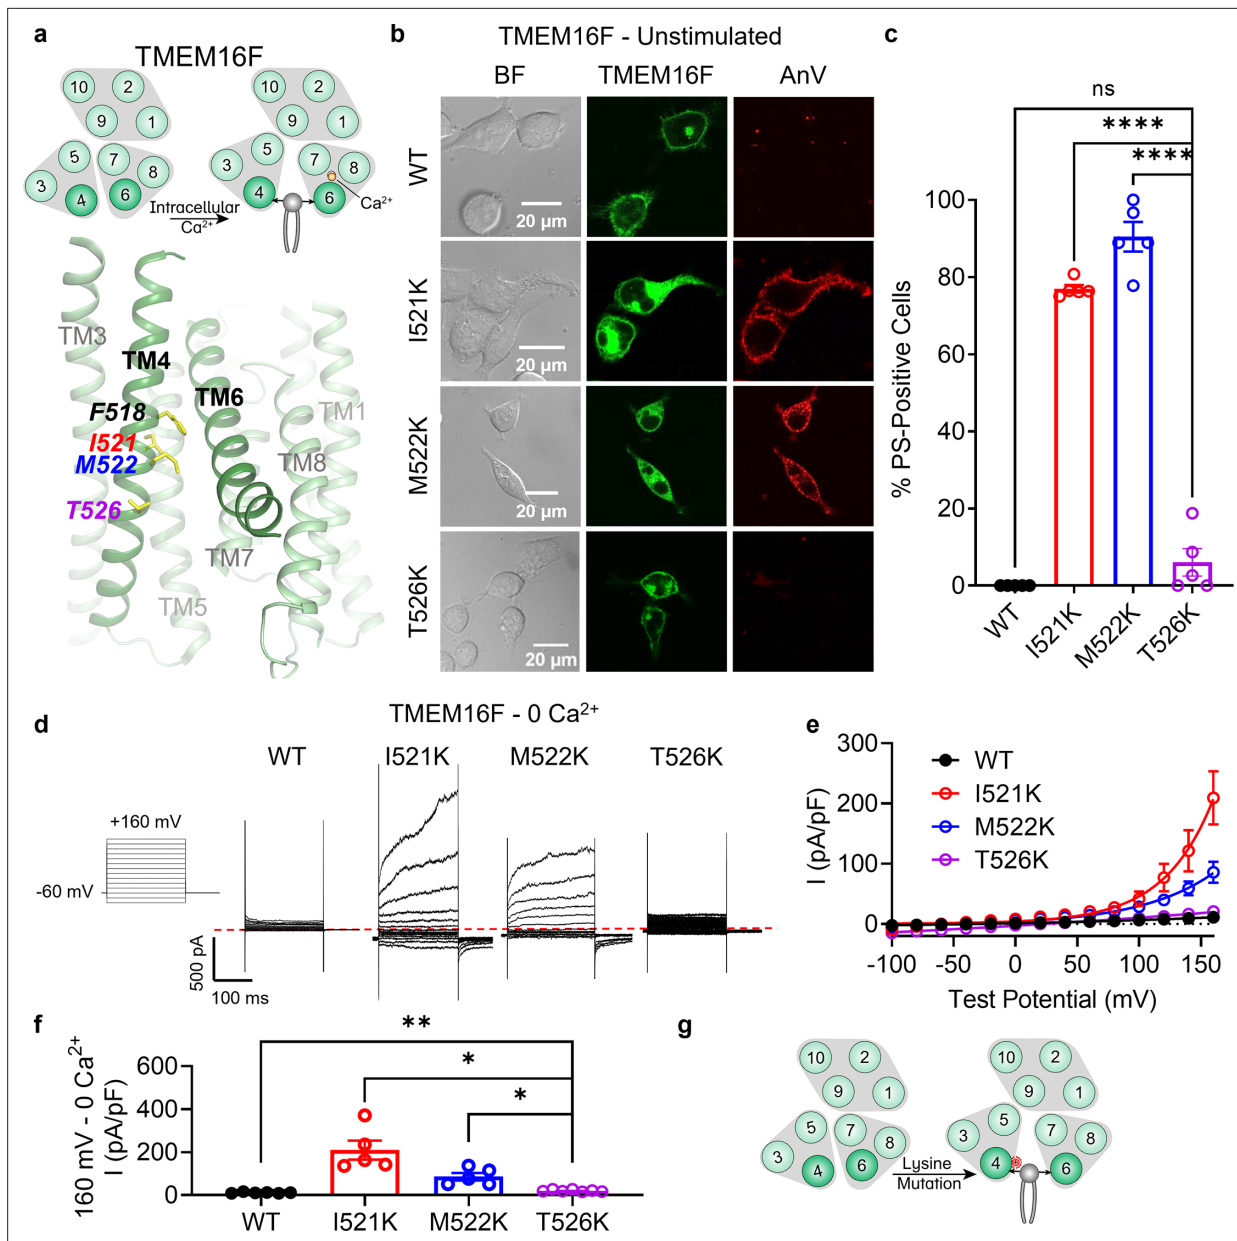 a
TMEM16F
10 2 9 1 5 7 8 3 4 6
10 2 9 1 5 7 8 3 4 6
Intracellular
Ca²⁺
Ca²⁺
TM3
TM4
TM6
TM1
F518
I521
M522
TM8
T526
TM7
TM5
b
TMEM16F - Unstimulated
BF TMEM16F AnV
WT
20 µm
I521K
20 µm
M522K
20 µm
T526K
20 µm
c
ns
****
****
% PS-Positive Cells
100
80
60
40
20
0
WT I521K M522K T526K
d
TMEM16F - 0 Ca²⁺
WT I521K M522K T526K
+160 mV
-60 mV
500 pA
100 ms
e
I (pA/pF)
300
200
100
0
WT
I521K
M522K
T526K
-100 -50 0 50 100 150
Test Potential (mV)
f
**
*
*
160 mV - 0 Ca²⁺
I (pA/pF)
600
400
200
0
WT I521K M522K T526K
g
10 2 9 1 5 7 8 3 4 6
Lysine
Mutation
10 2 9 1 5 7 8 3 4 6